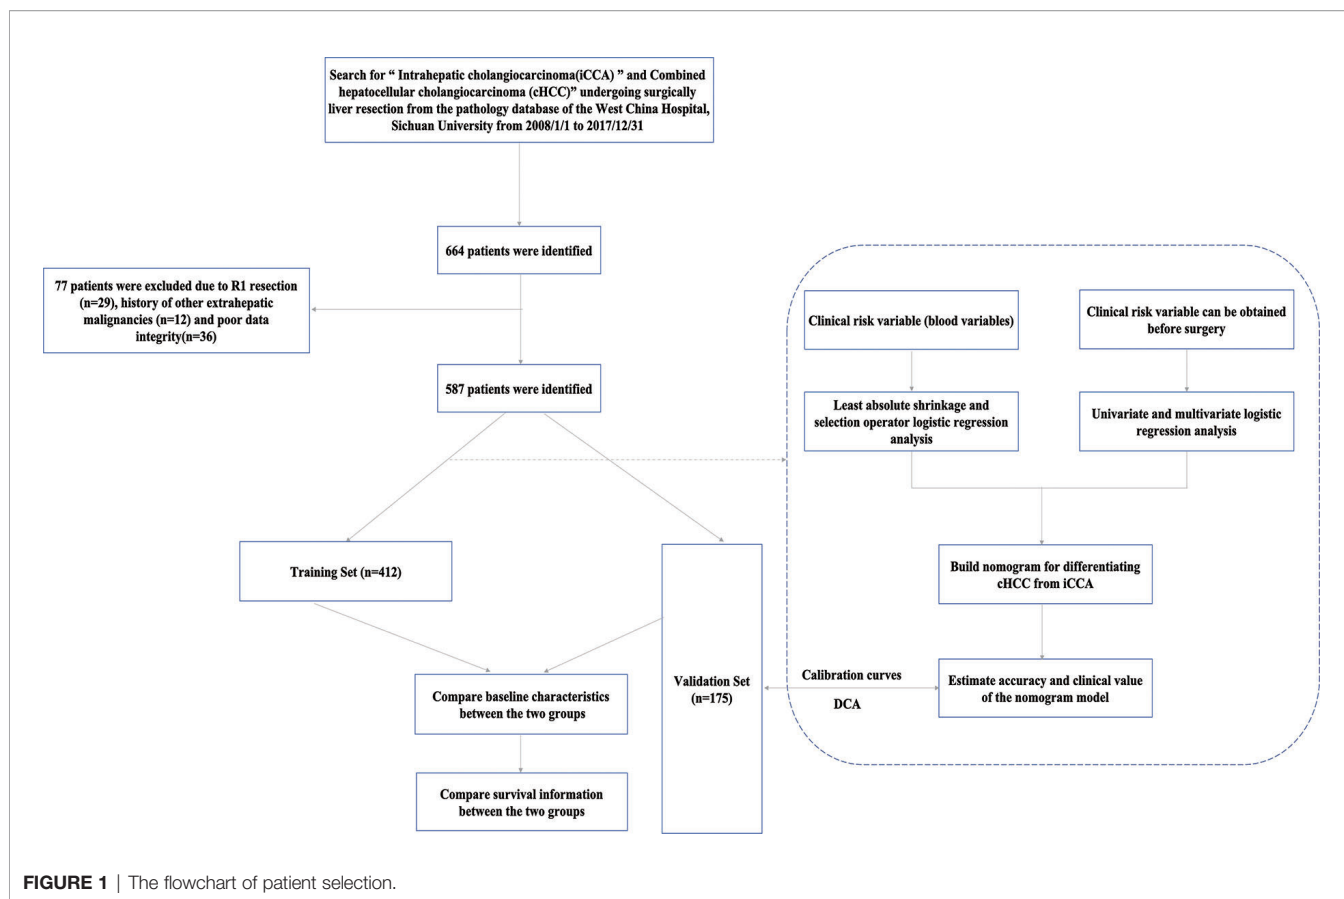 Search for “ Intrahepatic cholangiocarcinoma(iCCA) ” and Combined
hepatocellular cholangiocarcinoma (cHCC)” undergoing surgically
liver resection from the pathology database of the West China Hospital,
Sichuan University from 2008/1/1 to 2017/12/31
664 patients were identified
77 patients were excluded due to R1 resection
(n=29), history of other extrahepatic
malignancies (n=12) and poor data
integrity(n=36)
587 patients were identified
Training Set (n=412)
Validation Set
(n=175)
Compare baseline characteristics
between the two groups
Compare survival information
between the two groups
Clinical risk variable (blood variables)
Clinical risk variable can be obtained
before surgery
Least absolute shrinkage and
selection operator logistic regression
analysis
Univariate and multivariate logistic
regression analysis
Build nomogram for differentiating
cHCC from iCCA
Calibration curves
DCA
Estimate accuracy and clinical value
of the nomogram model
FIGURE 1 | The flowchart of patient selection.